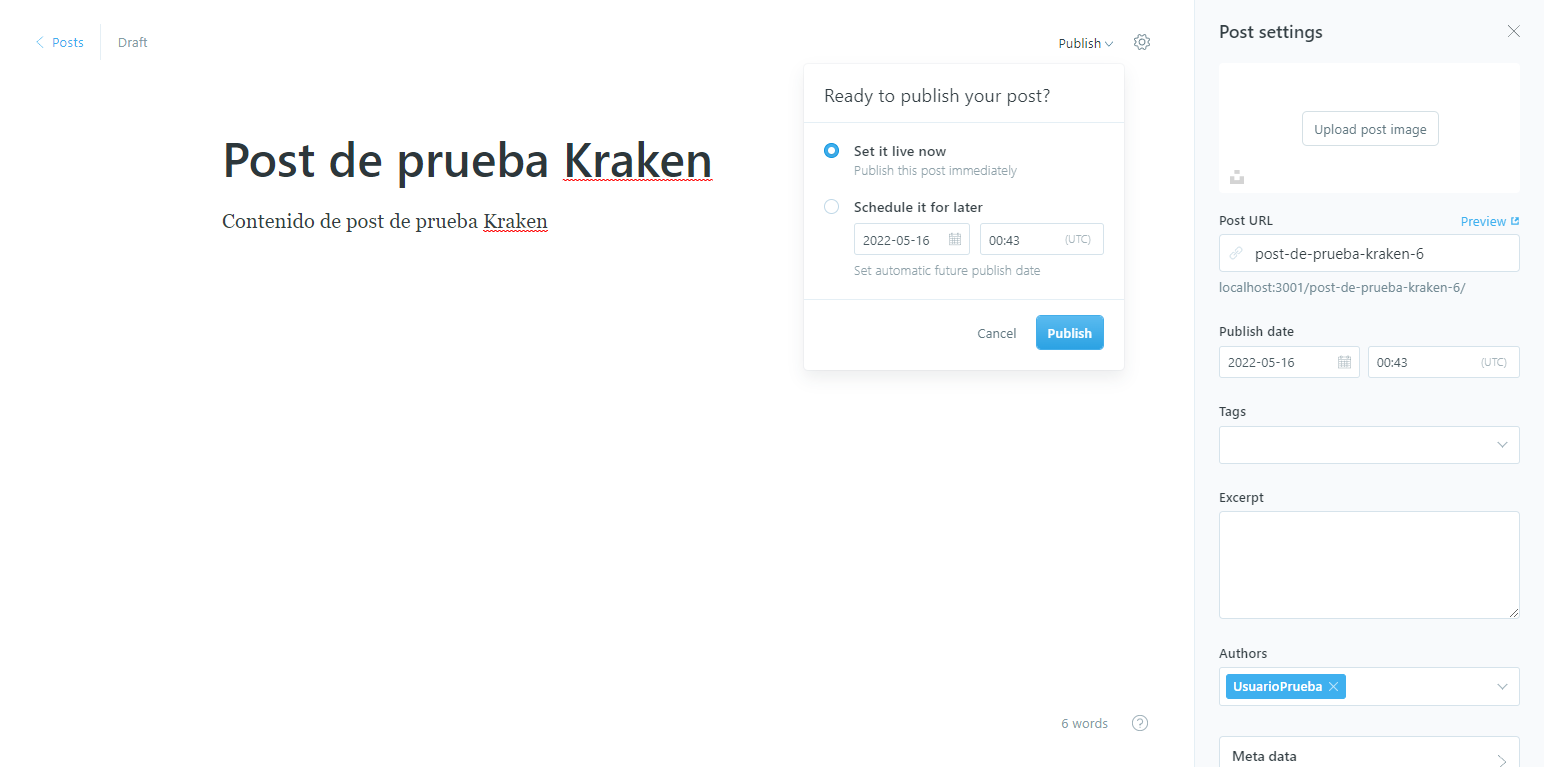 Posts
Draft
Publish
Post de prueba Kraken
Contenido de post de prueba Kraken
Ready to publish your post?
Set it live now
Publish this post immediately
Schedule it for later
2022-05-16
00:43 (UTC)
Set automatic future publish date
Cancel
Publish
6 words
?
Post settings
Upload post image
Post URL
Preview
post-de-prueba-kraken-6
localhost:3001/post-de-prueba-kraken-6/
Publish date
2022-05-16
00:43 (UTC)
Tags
Excerpt
Authors
UsuarioPrueba
Meta data